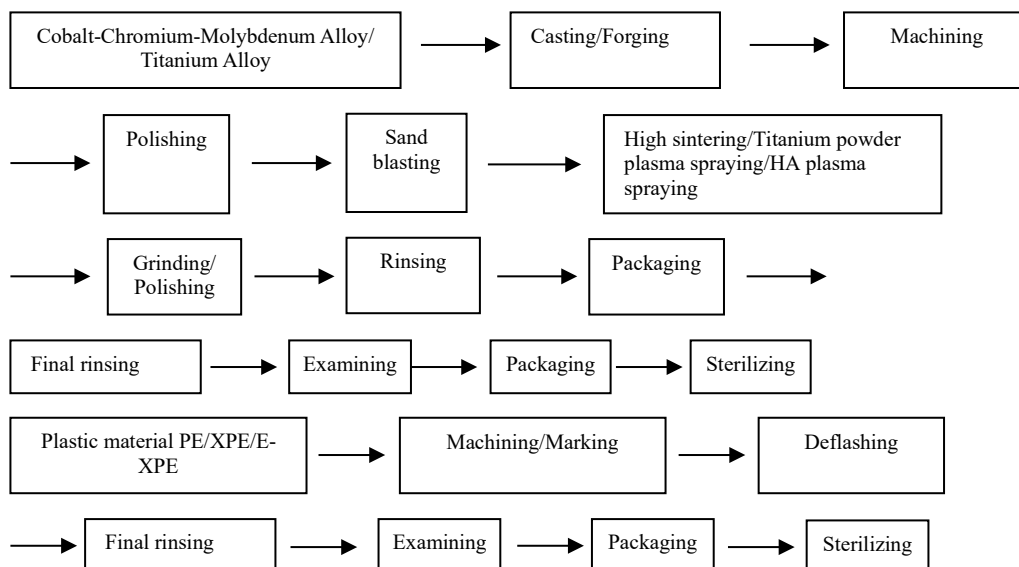 Cobalt-Chromium-Molybdenum Alloy/
Titanium Alloy
Casting/Forging
Machining
Polishing
Sand
blasting
High sintering/Titanium powder
plasma spraying/HA plasma
spraying
Grinding/
Polishing
Rinsing
Packaging
Final rinsing
Examining
Packaging
Sterilizing
Plastic material PE/XPE/E-
XPE
Machining/Marking
Deflashing
Final rinsing
Examining
Packaging
Sterilizing